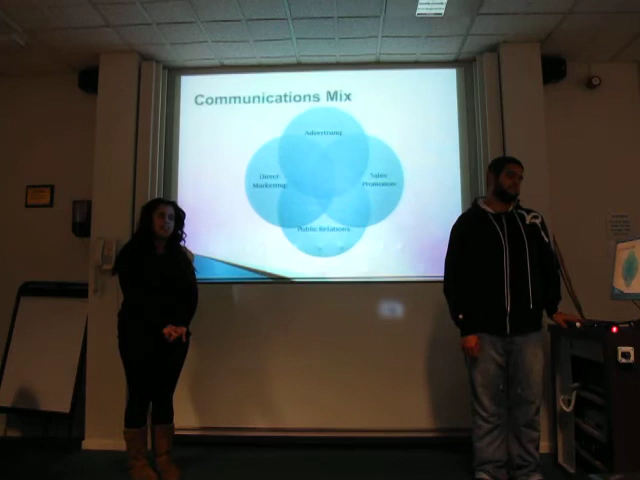 Communications Mix
Advertising
Direct
Marketing
Sales
Promotion
Public Relations